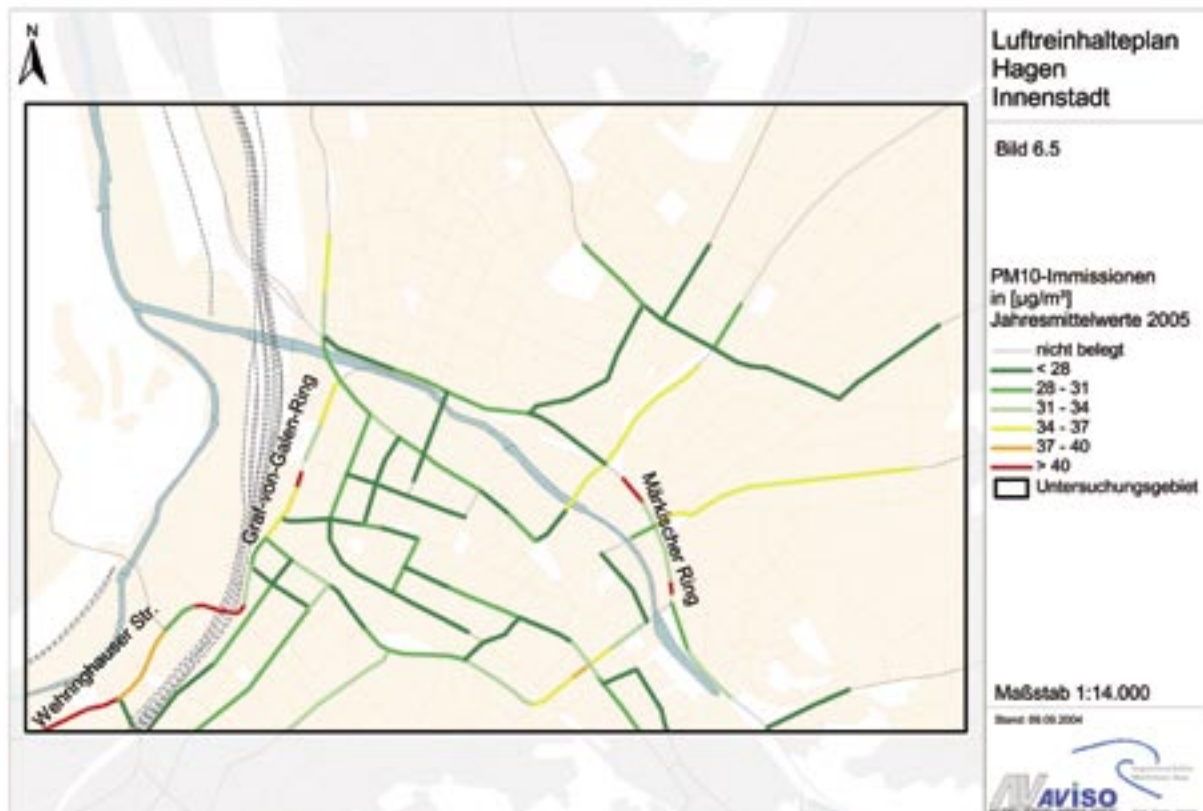 N
Luftreinhalteplan
Hagen
Innenstadt
Bild 6.5
PM10-Immissionen
in [µg/m³]
Jahresmittelwerte 2005
nicht belegt
< 28
28 - 31
31 - 34
34 - 37
37 - 40
> 40
Untersuchungsgebiet
Graf-von-Galen-Ring
Märkischer Ring
Wehringhauser Str.
Maßstab 1:14.000
AVISO